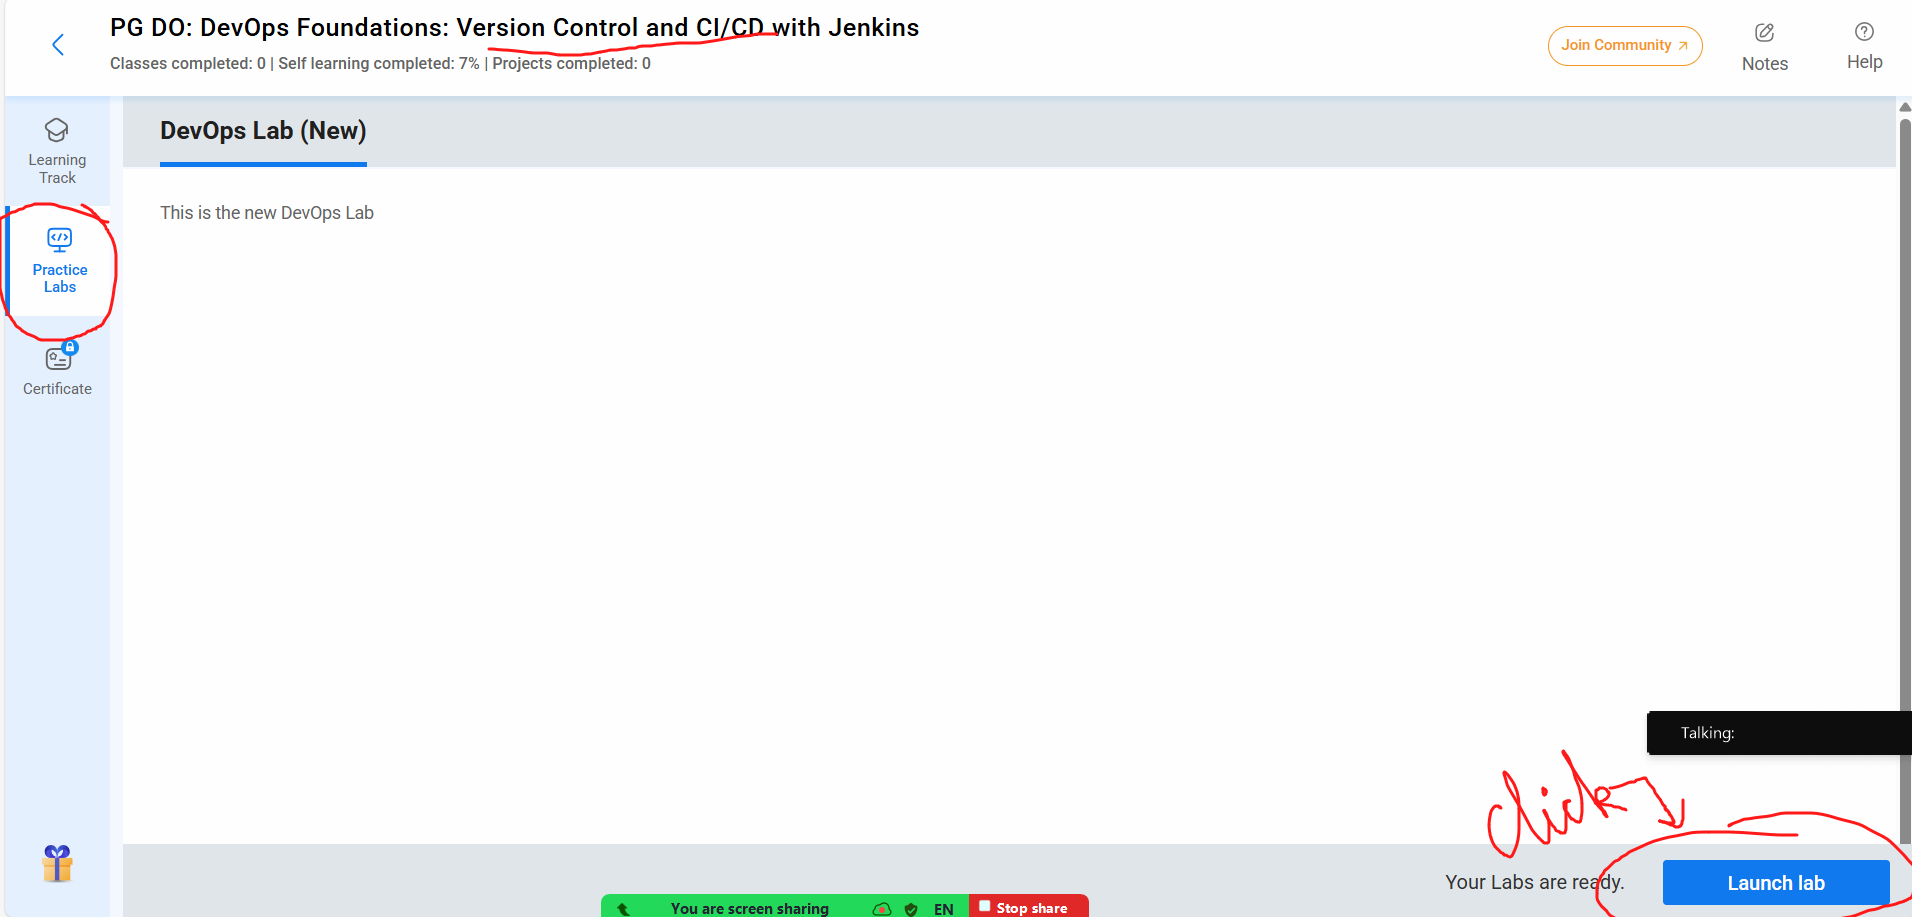 PG DO: DevOps Foundations: Version Control and CI/CD with Jenkins
Classes completed: 0 | Self learning completed: 7% | Projects completed: 0
Join Community
Notes
Help
Learning
Track
DevOps Lab (New)
This is the new DevOps Lab
Practice
Labs
Certificate
Talking:
click
Your Labs are ready.
Launch lab
You are screen sharing
EN
Stop share